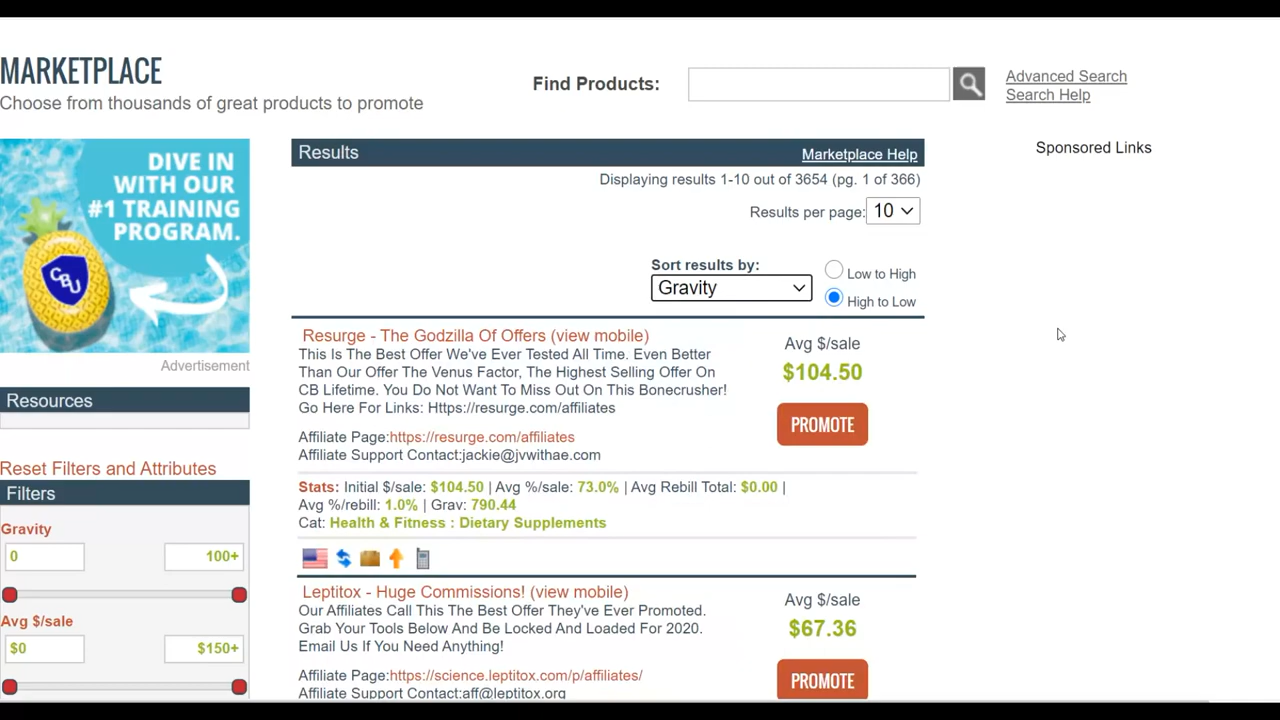 MARKETPLACE
Choose from thousands of great products to promote
Find Products:
Advanced Search
Search Help
DIVE IN
WITH OUR
#1 TRAINING
PROGRAM.
CBU
Advertisement
Resources
Reset Filters and Attributes
Filters
Gravity
0
100+
Avg $/sale
$0
$150+
Results
Marketplace Help
Displaying results 1-10 out of 3654 (pg. 1 of 366)
Results per page: 10
Sort results by:
Gravity
Low to High
High to Low
Resurge - The Godzilla Of Offers (view mobile)
This Is The Best Offer We've Ever Tested All Time. Even Better
Than Our Offer The Venus Factor, The Highest Selling Offer On
CB Lifetime. You Do Not Want To Miss Out On This Bonecrusher!
Go Here For Links: Https://resurge.com/affiliates
Affiliate Page:https://resurge.com/affiliates
Affiliate Support Contact:jackie@jvwithae.com
Avg $/sale
$104.50
PROMOTE
Stats: Initial $/sale: $104.50 | Avg %/sale: 73.0% | Avg Rebill Total: $0.00 |
Avg %/rebill: 1.0% | Grav: 790.44
Cat: Health & Fitness : Dietary Supplements
Leptitox - Huge Commissions! (view mobile)
Our Affiliates Call This The Best Offer They've Ever Promoted.
Grab Your Tools Below And Be Locked And Loaded For 2020.
Email Us If You Need Anything!
Affiliate Page:https://science.leptitox.com/p/affiliates/
Affiliate Support Contact:aff@leptitox.org
Avg $/sale
$67.36
PROMOTE
Sponsored Links